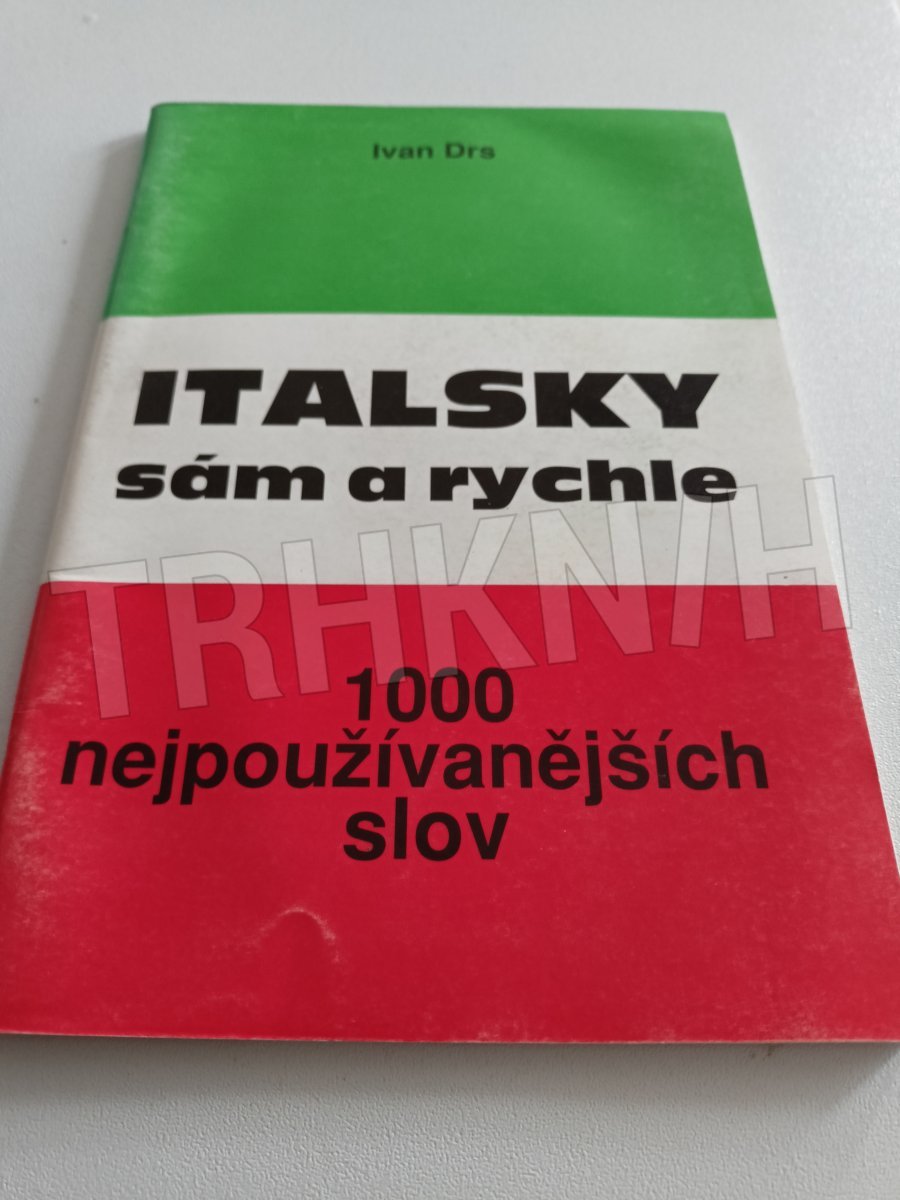 Ivan Drs
ITALSKY
sám a rychle
TRHKNIH
1000
nejpoužívanějších
slov